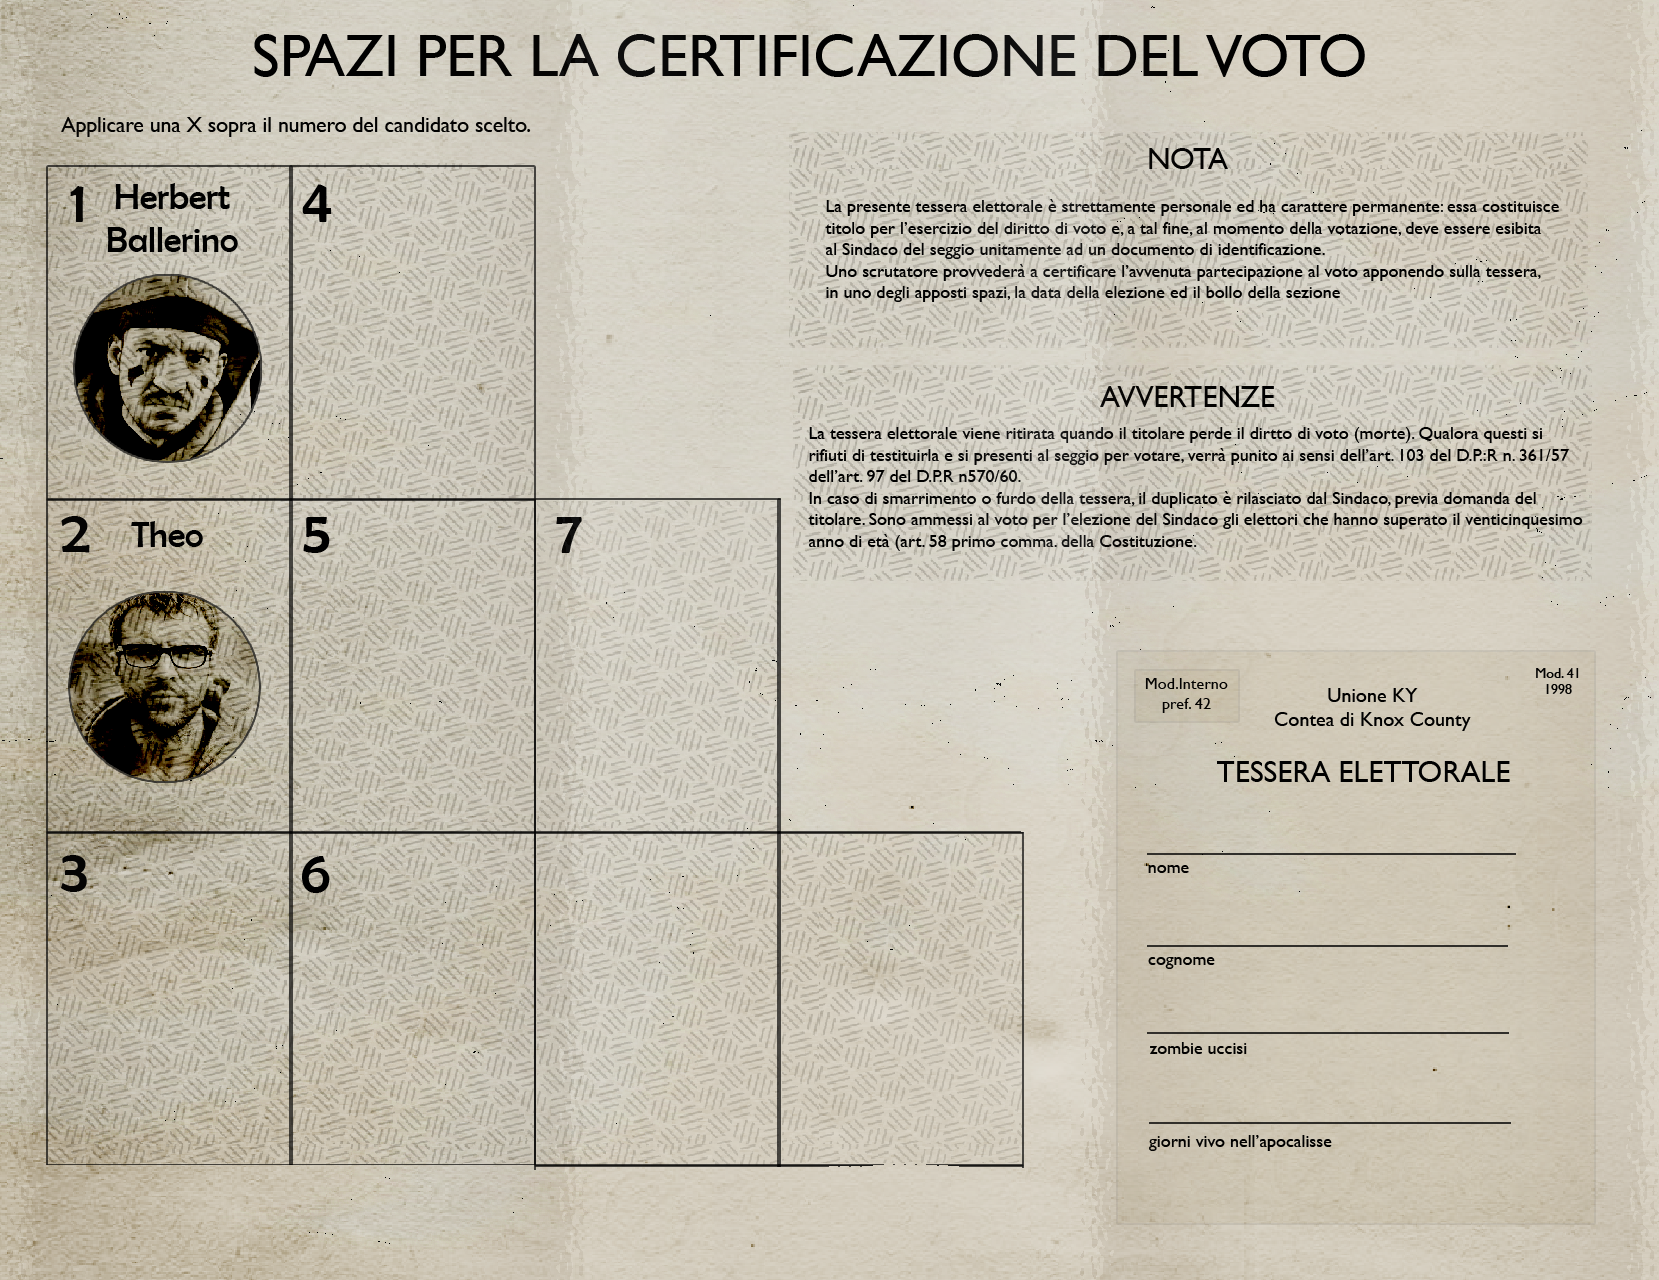 SPAZI PER LA CERTIFICAZIONE DEL VOTO
Applicare una X sopra il numero del candidato scelto.
1 Herbert
Ballerino
4
2 Theo
5
7
3
6
NOTA
La presente tessera elettorale è strettamente personale ed ha carattere permanente: essa costituisce
titolo per l'esercizio del diritto di voto e, a tal fine, al momento della votazione, deve essere esibita
al Sindaco del seggio unitamente ad un documento di identificazione.
Uno scrutatore provvederà a certificare l'avvenuta partecipazione al voto apponendo sulla tessera,
in uno degli apposti spazi, la data della elezione ed il bollo della sezione
AVVERTENZE
La tessera elettorale viene ritirata quando il titolare perde il dirtto di voto (morte). Qualora questi si
rifiuti di testituirla e si presenti al seggio per votare, verrà punito ai sensi dell'art. 103 del D.P.:R n. 361/57
dell'art. 97 del D.P.R n570/60.
In caso di smarrimento o furdo della tessera, il duplicato è rilasciato dal Sindaco, previa domanda del
titolare. Sono ammessi al voto per l'elezione del Sindaco gli elettori che hanno superato il venticinquesimo
anno di età (art. 58 primo comma. della Costituzione.
Mod.Interno
pref. 42
Unione KY
Contea di Knox County
Mod. 41
1998
TESSERA ELETTORALE
nome
cognome
zombie uccisi
giorni vivo nell'apocalisse